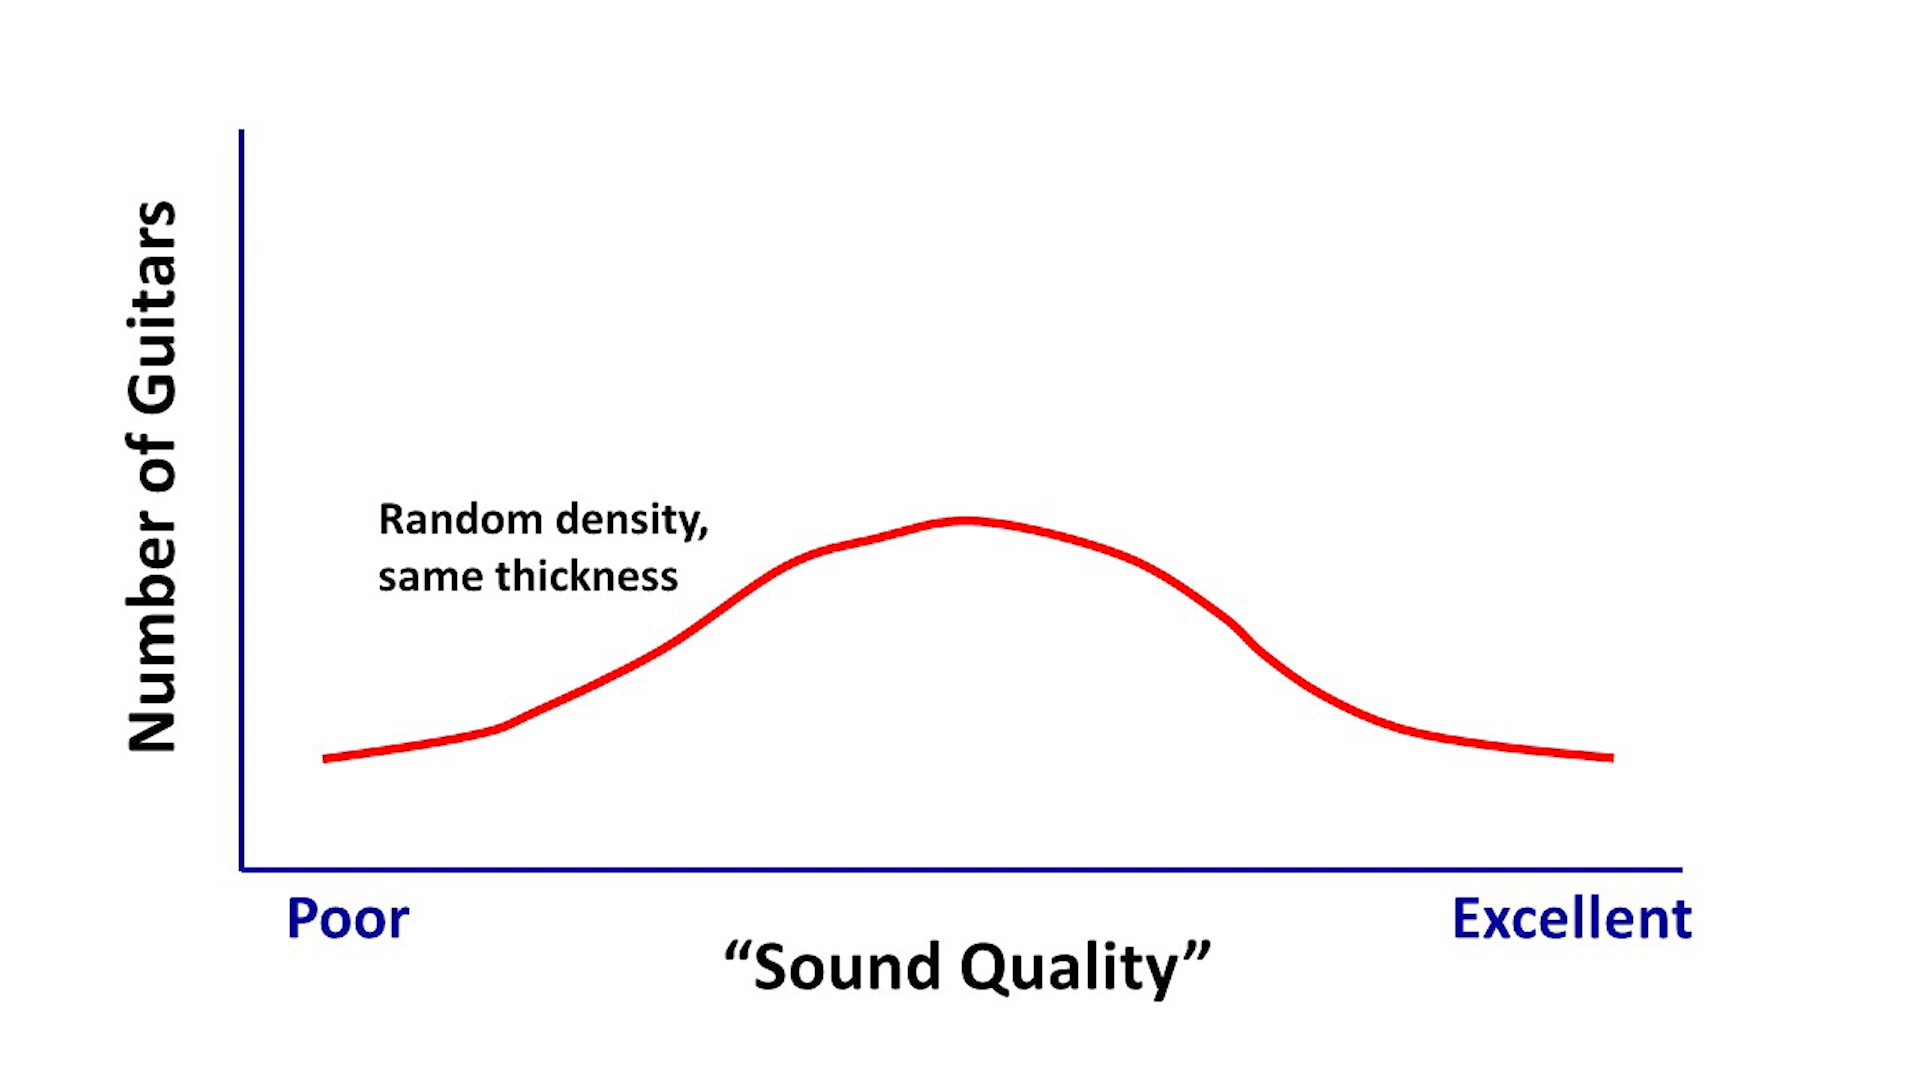 Number of Guitars
Random density,
same thickness
Poor
Excellent
“Sound Quality”